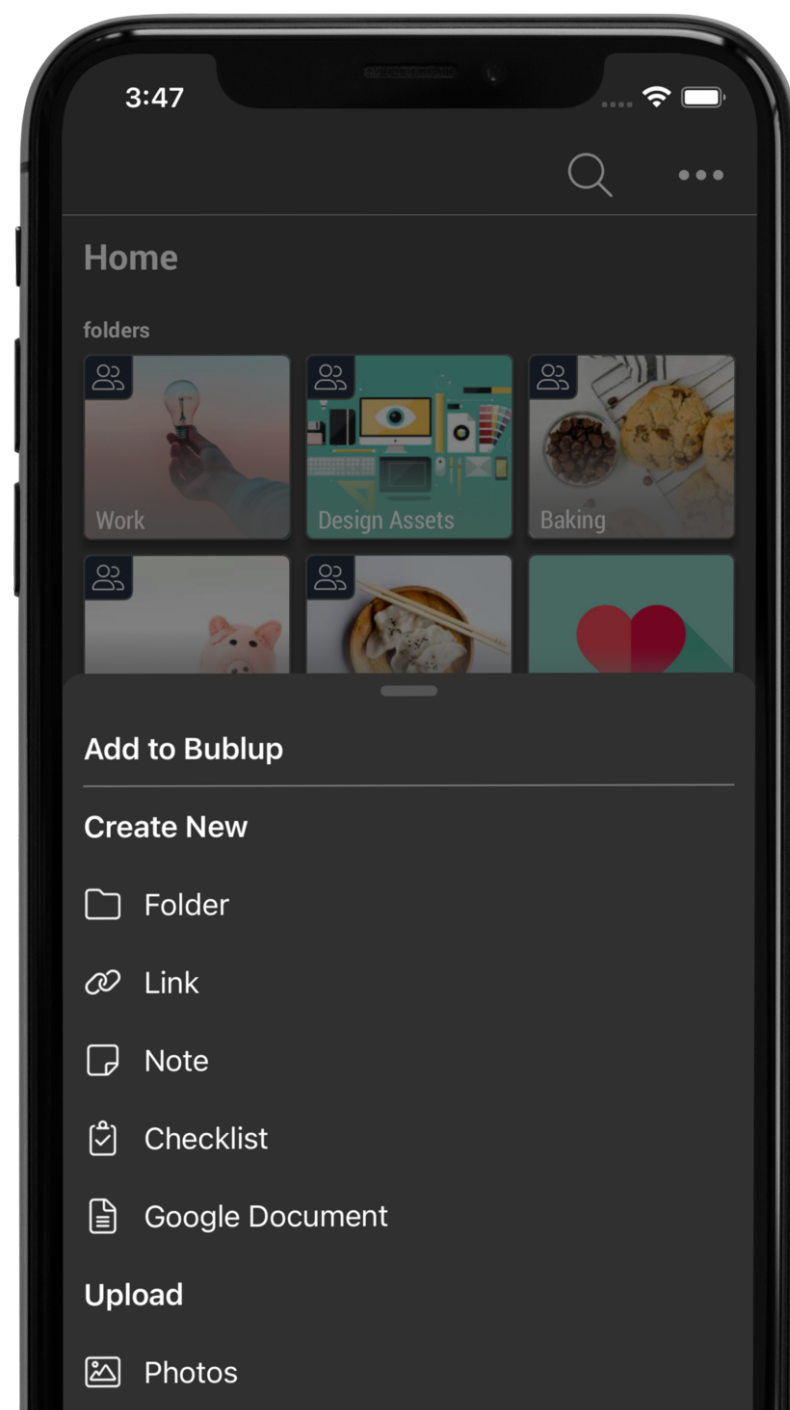 3:47
Home
folders
Work
Design Assets
Baking
Add to Bublup
Create New
Folder
Link
Note
Checklist
Google Document
Upload
Photos